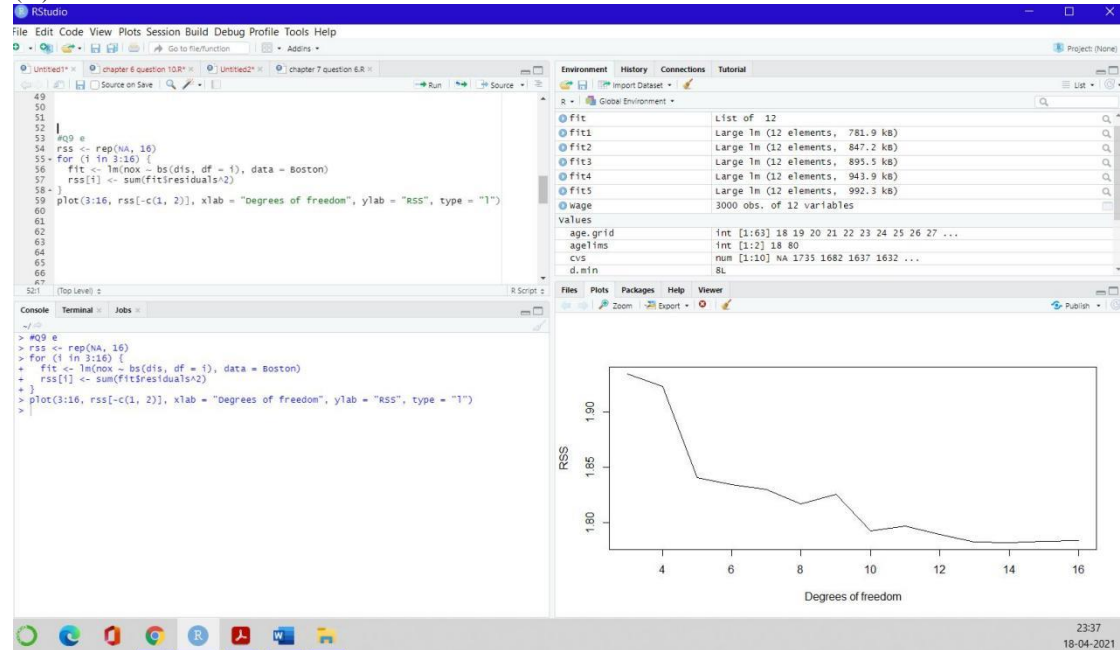 RStudio
File Edit Code View Plots Session Build Debug Profile Tools Help
Go to file/function Addins
Project: (None)
Untitled1* chapter 6 question 10.R* Untitled2* chapter 7 question 6.R
Source on Save Run Source
49
50
51
52
53 #Q9 e
54 rss <- rep(NA, 16)
55 for (i in 3:16) {
56 fit <- lm(nox ~ bs(dis, df = i), data = Boston)
57 rss[i] <- sum(fit$residuals^2)
58 }
59 plot(3:16, rss[-c(1, 2)], xlab = "Degrees of freedom", ylab = "RSS", type = "l")
60
61
62
63
64
65
66
67
52:1 (Top Level) R Script
Console Terminal Jobs
~/
> #Q9 e
> rss <- rep(NA, 16)
> for (i in 3:16) {
+ fit <- lm(nox ~ bs(dis, df = i), data = Boston)
+ rss[i] <- sum(fit$residuals^2)
+ }
> plot(3:16, rss[-c(1, 2)], xlab = "Degrees of freedom", ylab = "RSS", type = "l")
>
Environment History Connections Tutorial
Import Dataset List
R Global Environment
fit List of 12
fit1 Large lm (12 elements, 781.9 kB)
fit2 Large lm (12 elements, 847.2 kB)
fit3 Large lm (12 elements, 895.5 kB)
fit4 Large lm (12 elements, 943.9 kB)
fit5 Large lm (12 elements, 992.3 kB)
wage 3000 obs. of 12 variables
values
age.grid int [1:63] 18 19 20 21 22 23 24 25 26 27 ...
agelims int [1:2] 18 80
cvs num [1:10] NA 1735 1682 1637 1632 ...
d.min 8L
Files Plots Packages Help Viewer
Zoom Export Publish
RSS
1.90
1.85
1.80
4 6 8 10 12 14 16
Degrees of freedom
23:37
18-04-2021